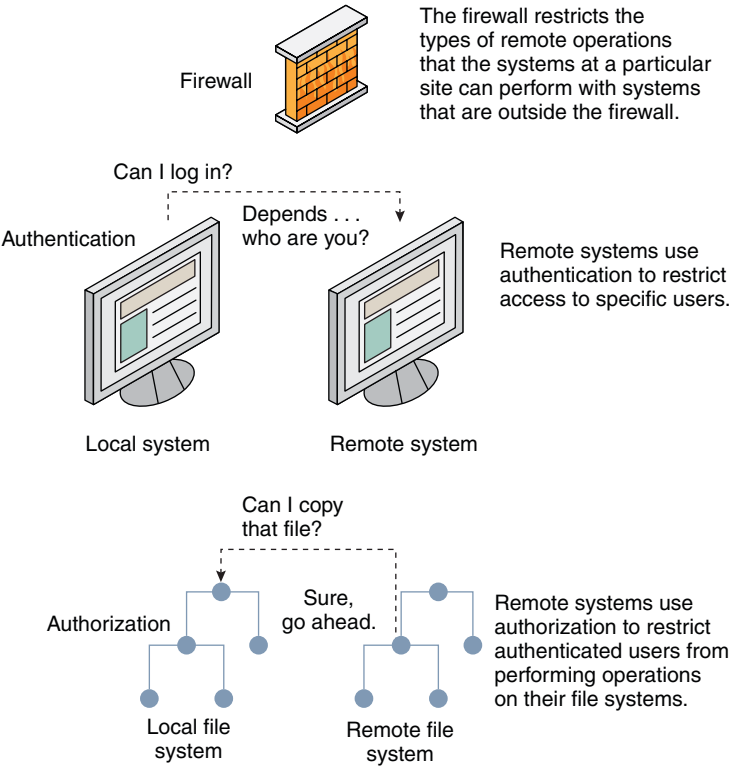 Firewall
The firewall restricts the
types of remote operations
that the systems at a particular
site can perform with systems
that are outside the firewall.
Can I log in?
Authentication
Depends . . .
who are you?
Remote systems use
authentication to restrict
access to specific users.
Local system
Remote system
Can I copy
that file?
Authorization
Sure,
go ahead.
Remote systems use
authorization to restrict
authenticated users from
performing operations
on their file systems.
Local file
system
Remote file
system